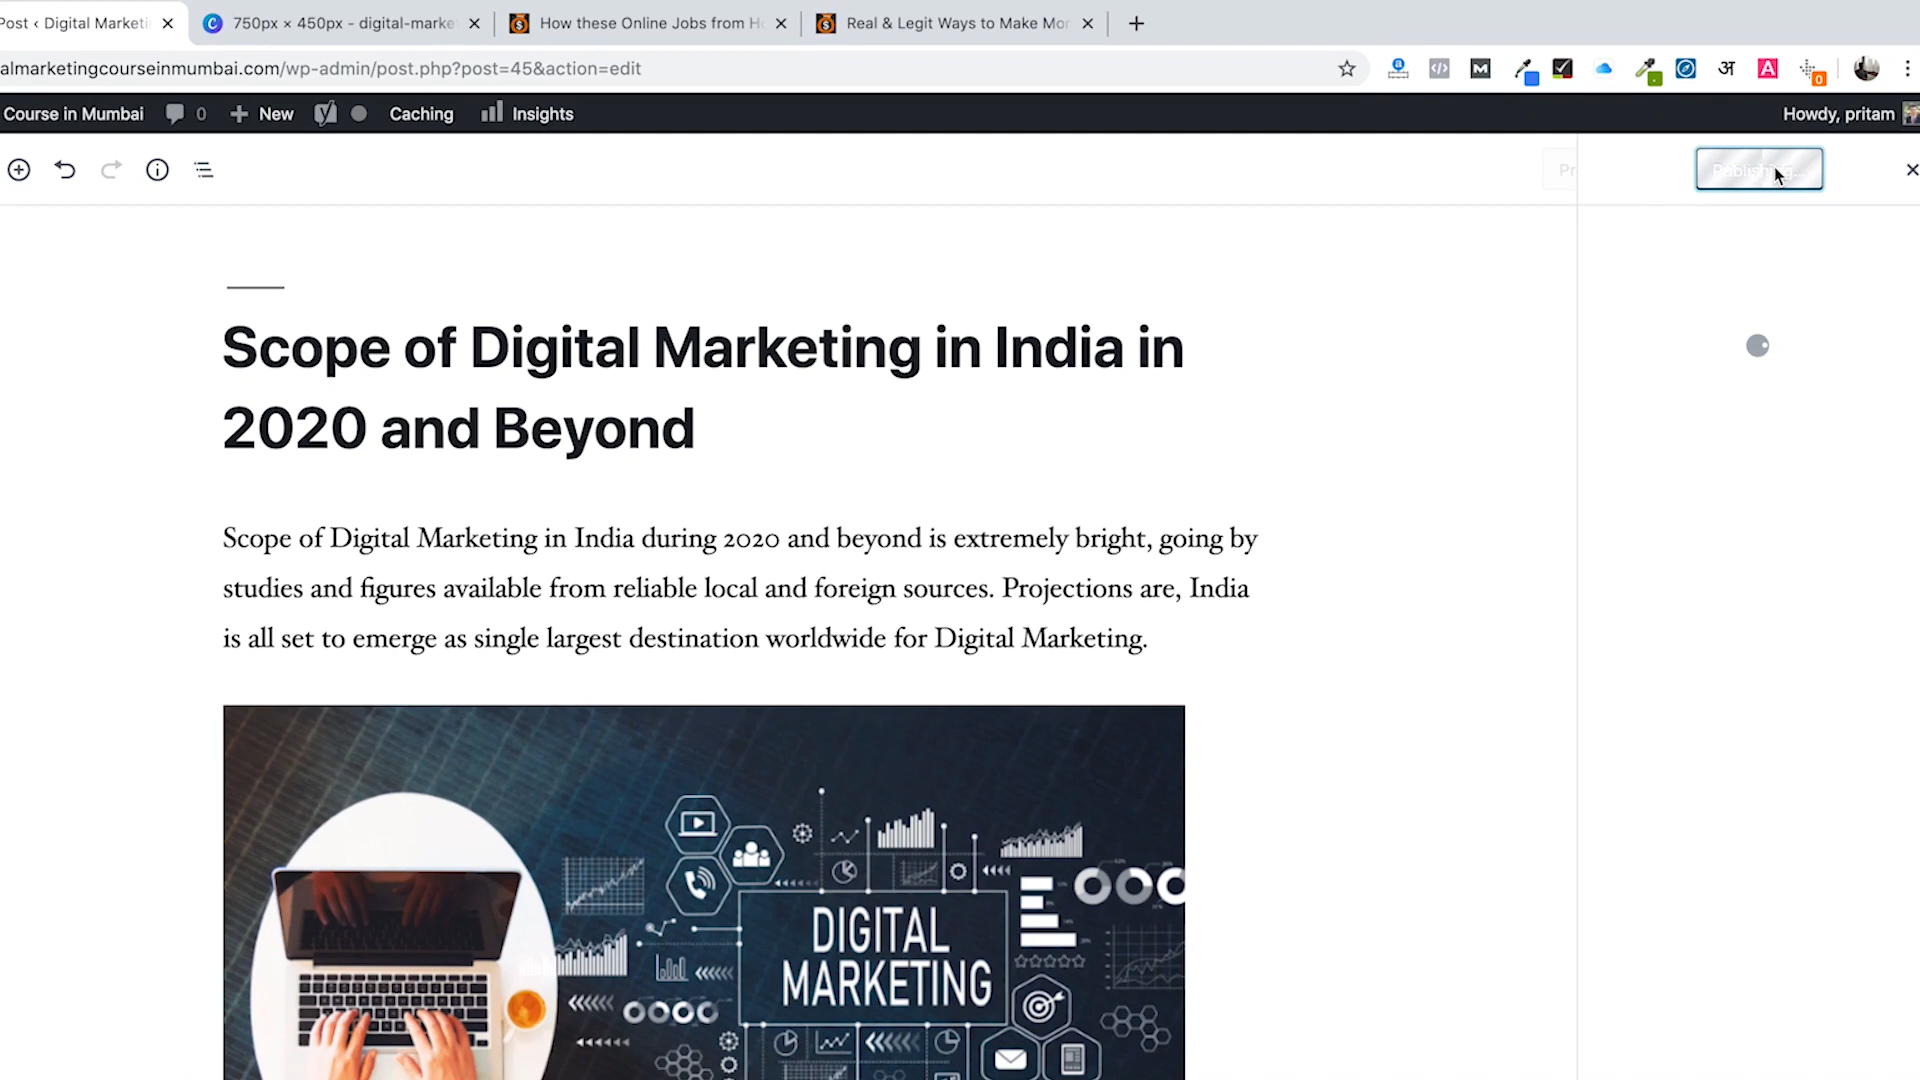 Post ‹ Digital Marketi
750px × 450px - digital-marke
How these Online Jobs from H
Real & Legit Ways to Make Mo
almarketingcourseinmumbai.com/wp-admin/post.php?post=45&action=edit
अ
A
0
Course in Mumbai
0
New
Caching
Insights
Howdy, pritam
Pr
Publishing...
Scope of Digital Marketing in India in
2020 and Beyond
Scope of Digital Marketing in India during 2020 and beyond is extremely bright, going by
studies and figures available from reliable local and foreign sources. Projections are, India
is all set to emerge as single largest destination worldwide for Digital Marketing.
DIGITAL
MARKETING